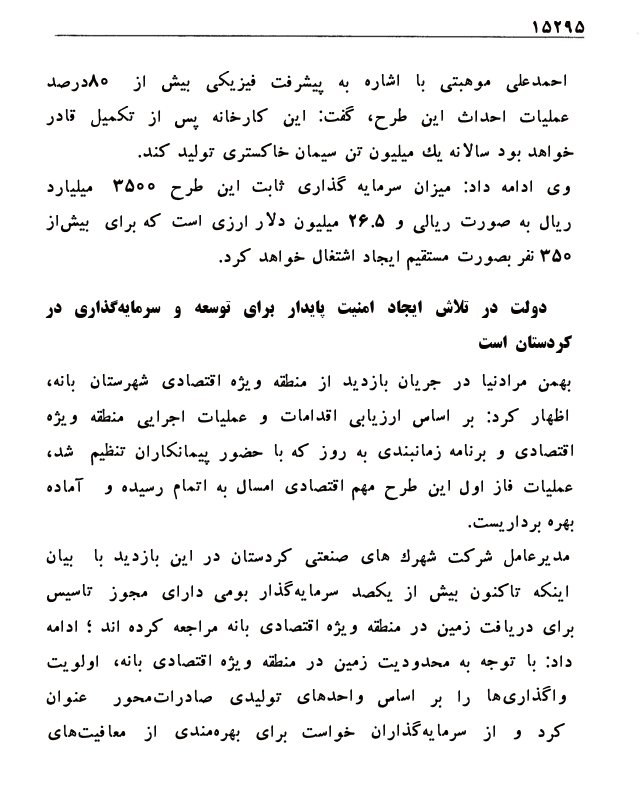 ۱۵۲۹۵
احمدعلی موهبتی با اشاره به پیشرفت فیزیکی بیش از ۸۰درصد
عملیات احداث این طرح، گفت: این کارخانه پس از تکمیل قادر
خواهد بود سالانه یك میلیون تن سیمان خاکستری تولید کند.
وی ادامه داد: میزان سرمایه گذاری ثابت این طرح ۳۵۰۰ میلیارد
ریال به صورت ریالی و ۲۶.۵ میلیون دلار ارزی است که برای بیش‌از
۳۵۰ نفر بصورت مستقیم ایجاد اشتغال خواهد کرد.
دولت در تلاش ایجاد امنیت پایدار برای توسعه و سرمایه‌گذاری در
کردستان است
بهمن مرادنیا در جریان بازدید از منطقه ویژه اقتصادی شهرستان بانه،
اظهار کرد: بر اساس ارزیابی اقدامات و عملیات اجرایی منطقه ویژه
اقتصادی و برنامه زمانبندی به روز که با حضور پیمانکاران تنظیم شد،
عملیات فاز اول این طرح مهم اقتصادی امسال به اتمام رسیده و آماده
بهره برداریست.
مدیرعامل شرکت شهرك های صنعتی کردستان در این بازدید با بیان
اینکه تاکنون بیش از یکصد سرمایه‌گذار بومی دارای مجوز تاسیس
برای دریافت زمین در منطقه ویژه اقتصادی بانه مراجعه کرده اند ؛ ادامه
داد: با توجه به محدودیت زمین در منطقه ویژه اقتصادی بانه، اولویت
واگذاری‌ها را بر اساس واحدهای تولیدی صادرات‌محور عنوان
کرد و از سرمایه‌گذاران خواست برای بهره‌مندی از معافیت‌های